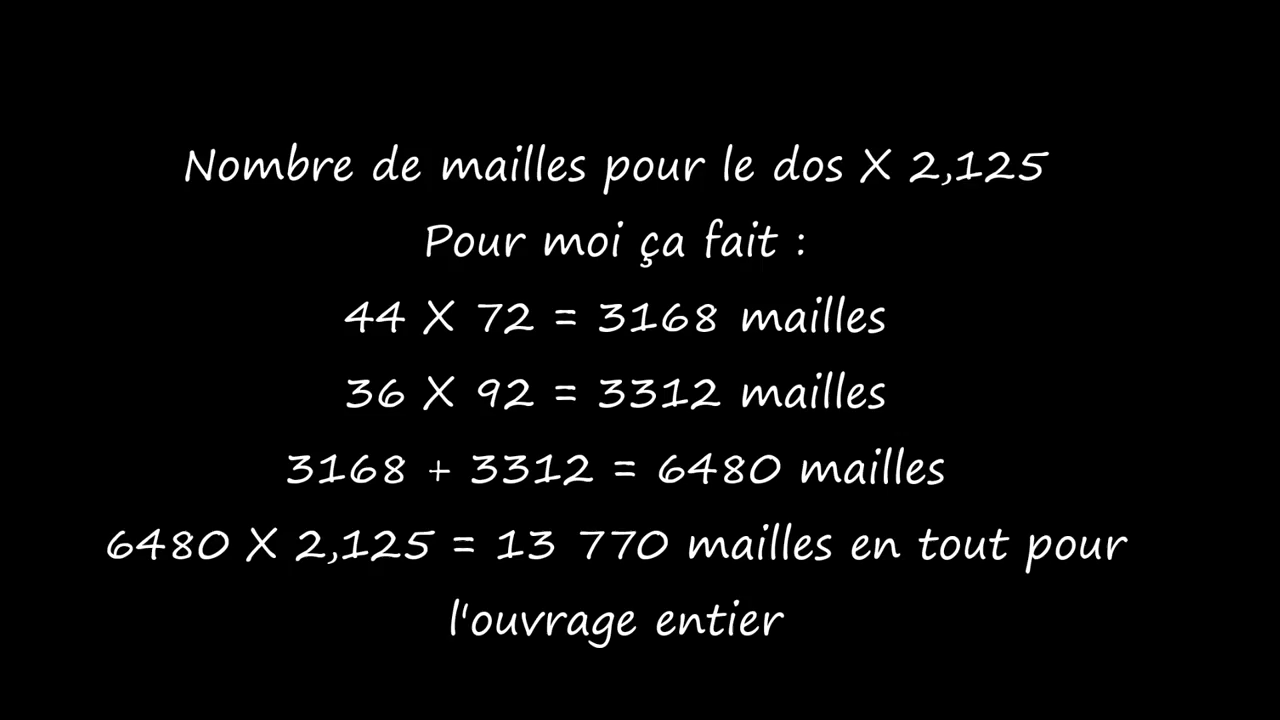 Nombre de mailles pour le dos X 2,125
Pour moi ça fait :
44 X 72 = 3168 mailles
36 X 92 = 3312 mailles
3168 + 3312 = 6480 mailles
6480 X 2,125 = 13 770 mailles en tout pour
l'ouvrage entier